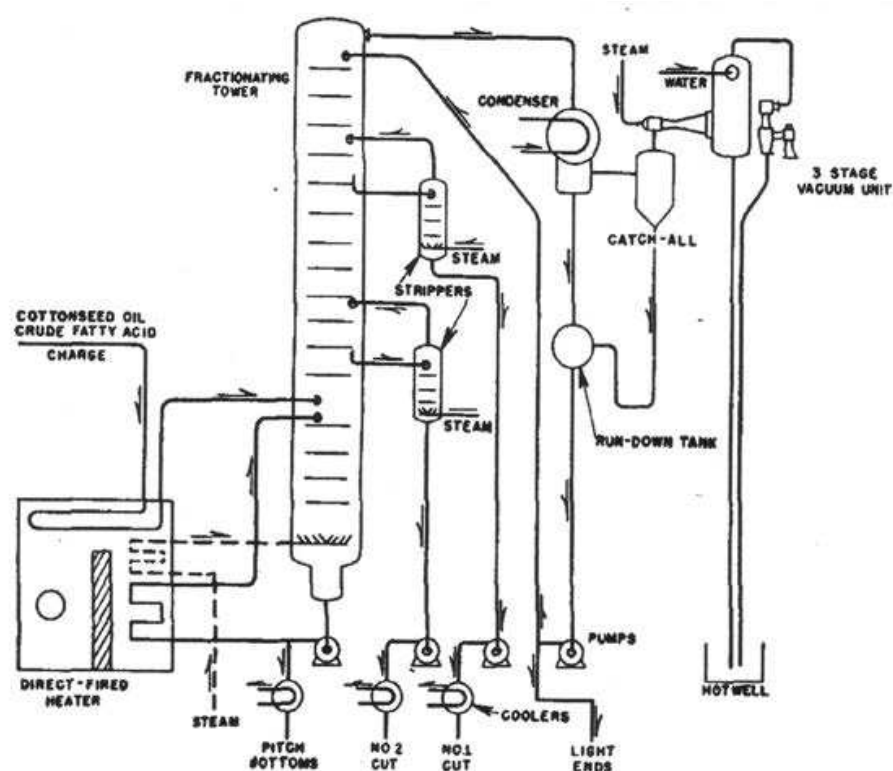 FRACTIONATING
TOWER
STEAM
WATER
CONDENSER
3 STAGE
VACUUM UNIT
CATCH-ALL
STEAM
STRIPPERS
COTTONSEED OIL
CRUDE FATTY ACID
CHARGE
STEAM
RUN-DOWN TANK
PUMPS
DIRECT-FIRED
HEATER
HOTWELL
STEAM
COOLERS
PITCH
BOTTOMS
NO 2
CUT
NO.1
CUT
LIGHT
ENDS